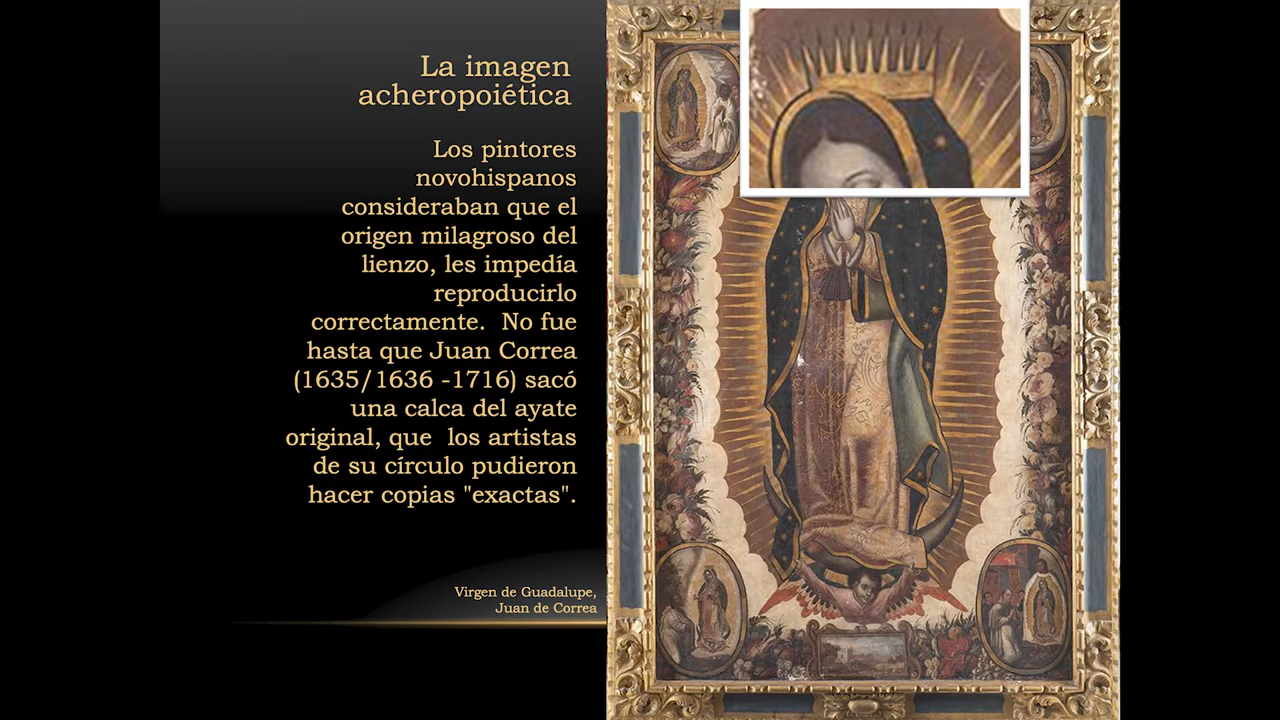 La imagen
acheropoiética
Los pintores
novohispanos
consideraban que el
origen milagroso del
lienzo, les impedía
reproducirlo
correctamente.  No fue
hasta que Juan Correa
(1635/1636 -1716) sacó
una calca del ayate
original, que  los artistas
de su círculo pudieron
hacer copias "exactas".
Virgen de Guadalupe,
Juan de Correa